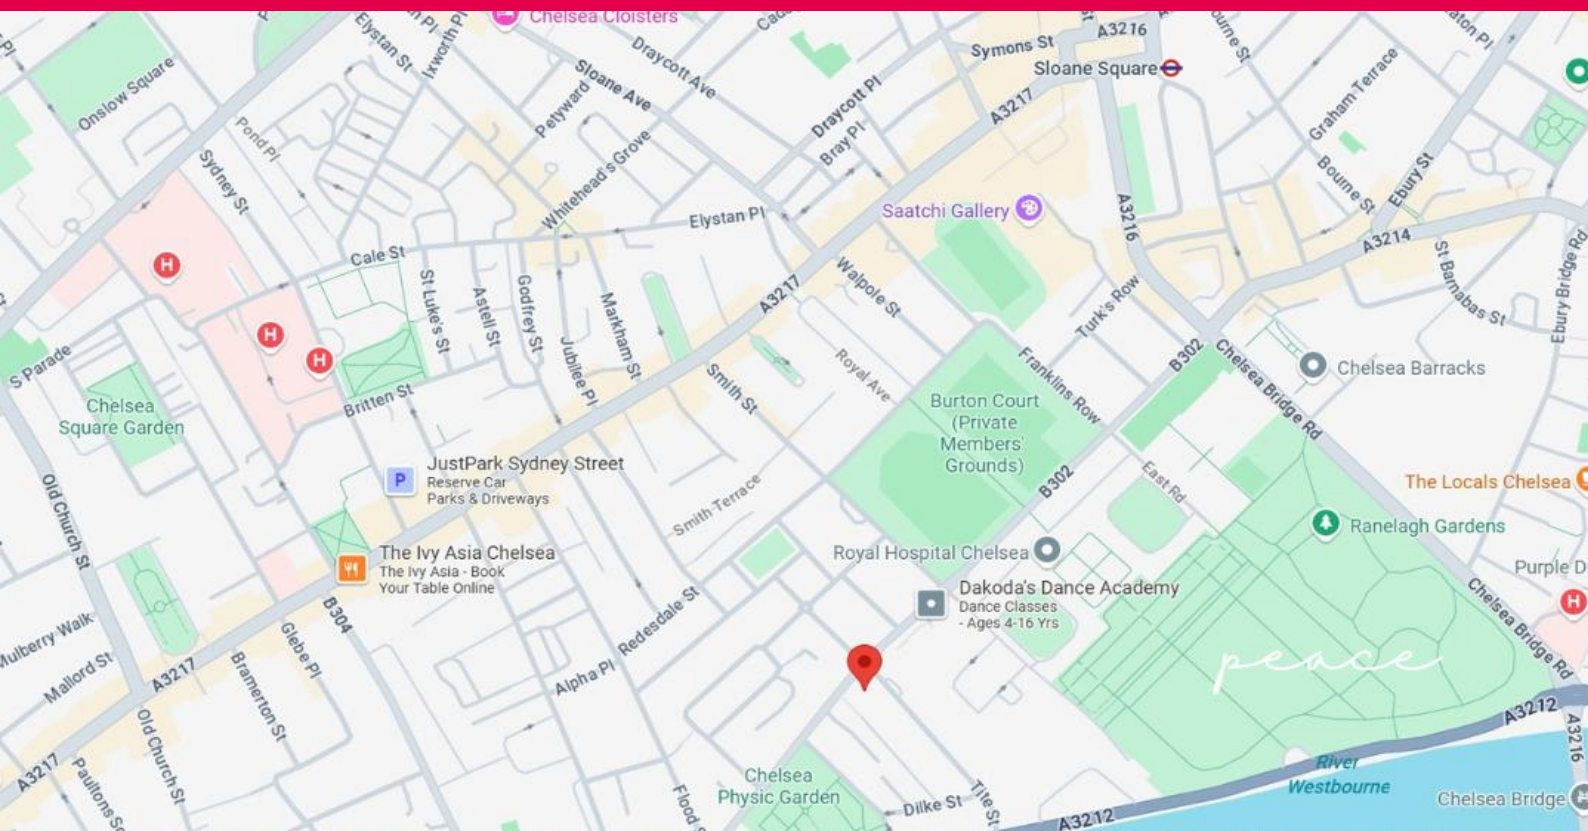 Chelsea Cloisters
Elystan St
Ixworth Pl
Draycott Ave
Symons St
A3216
Sloane Square
Onslow Square
Sloane Ave
Petyward
Draycott Pl
A3217
Graham Terrace
Pond Pl
Bray Pl
Sydney St
Whitehead's Grove
Bourne St
Ebury St
Elystan Pl
Saatchi Gallery
A3216
A3214
Cale St
St Luke's St
Astell St
Godfrey St
Markham St
A3217
Walpole St
Turk's Row
St Barnabas St
Ebury Bridge Rd
Jubilee Pl
S Parade
Smith St
Royal Ave
Franklins Row
B302
Chelsea Bridge Rd
Chelsea Barracks
Britten St
Chelsea
Square Garden
Burton Court
(Private
Members'
Grounds)
JustPark Sydney Street
Reserve Car
Parks & Driveways
P
Old Church St
Smith Terrace
B302
East Rd
The Locals Chelsea
Ranelagh Gardens
The Ivy Asia Chelsea
The Ivy Asia - Book
Your Table Online
Royal Hospital Chelsea
Purple D
Dakoda's Dance Academy
Dance Classes
- Ages 4-16 Yrs
Chelsea Bridge Rd
B304
Redesdale St
Mulberry Walk
Mallord St
A3217
Glebe Pl
Bramerton St
Alpha Pl
peace
A3212
A3216
Old Church St
A3217
Paultons Sq
Chelsea
Physic Garden
Flood S
Dilke St
Tite St
A3212
River
Westbourne
Chelsea Bridge
H
H
H
H